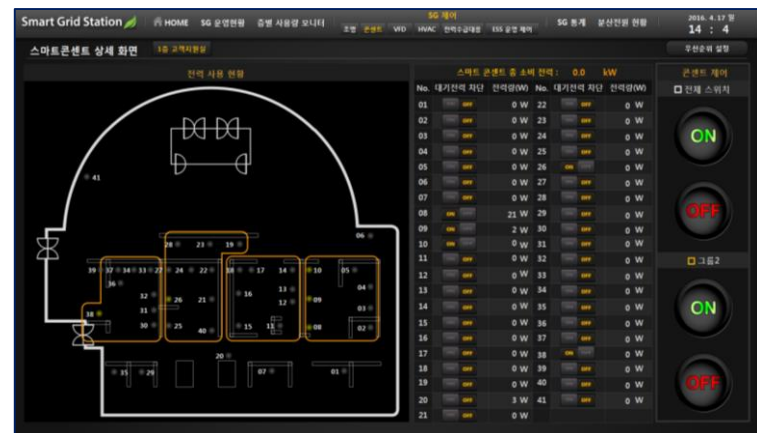 Smart Grid Station
HOME SG 운영현황 층별 사용량 모니터 SG 제어 SG 통계 분산전원 현황
조명 콘센트 VFD HVAC 전력수급대응 ESS 운영 제어
2016. 4. 17 월
14 : 4
스마트콘센트 상세 화면 우선순위 설정
전력 사용 현황
41
06
28 23 19
39 37 34 33 27 24 22 18 17 14 10 05
36
32 26 21 16 13 12 09 04
38 31 03
30 25 40 15 11 08 02
20
35 29 07 01
스마트 콘센트 총 소비 전력 : 0.0 kW
No. 대기전력 차단 전력량(W) No. 대기전력 차단 전력량(W)
01 OFF 0 W 22 OFF 0 W
02 OFF 0 W 23 OFF 0 W
03 OFF 0 W 24 OFF 0 W
04 OFF 0 W 25 OFF 0 W
05 OFF 0 W 26 ON 0 W
06 OFF 0 W 27 OFF 0 W
07 OFF 0 W 28 OFF 0 W
08 ON 21 W 29 OFF 0 W
09 ON 2 W 30 OFF 0 W
10 ON 0 W 31 OFF 0 W
11 OFF 0 W 32 OFF 0 W
12 OFF 0 W 33 OFF 0 W
13 OFF 0 W 34 OFF 0 W
14 OFF 0 W 35 OFF 0 W
15 OFF 0 W 36 OFF 0 W
16 OFF 0 W 37 OFF 0 W
17 OFF 0 W 38 ON 0 W
18 OFF 0 W 39 OFF 0 W
19 OFF 0 W 40 OFF 0 W
20 OFF 3 W 41 OFF 0 W
21 OFF 0 W
콘센트 제어
전체 스위치
ON
OFF
그룹2
ON
OFF